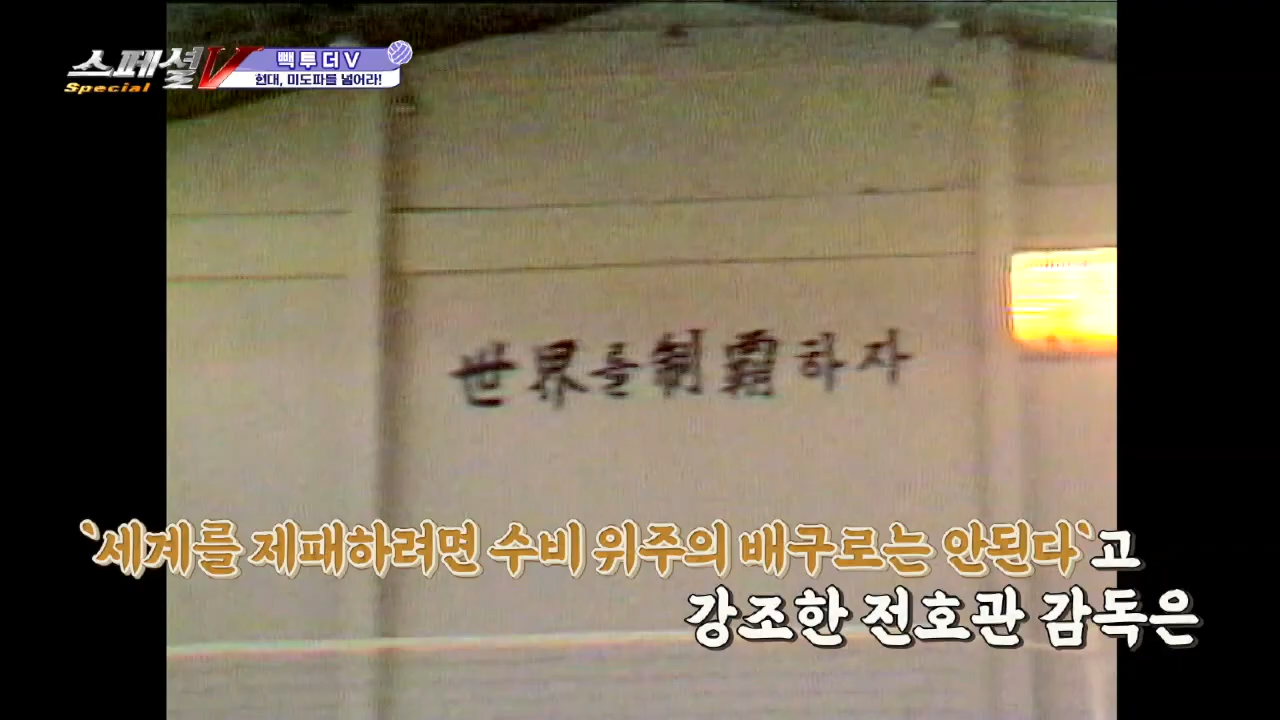 스페셜V
Special
빽 투 더 V
현대, 미도파를 넘어라!
世界를 制霸하자
`세계를 제패하려면 수비 위주의 배구로는 안된다`고
강조한 전호관 감독은